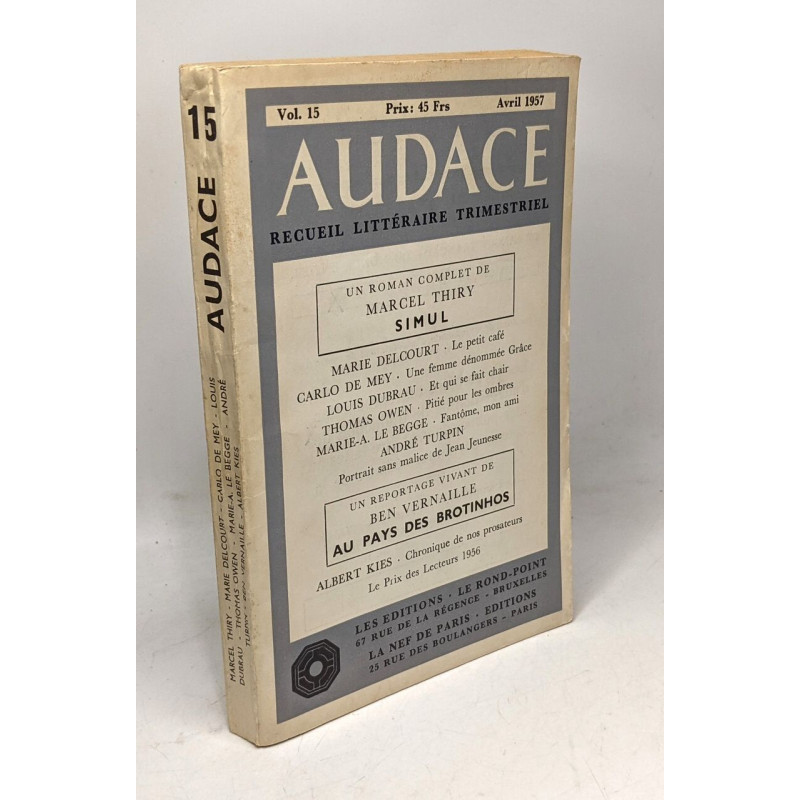 Vol. 15 Prix: 45 Frs Avril 1957
AUDACE
RECUEIL LITTÉRAIRE TRIMESTRIEL
UN ROMAN COMPLET DE
MARCEL THIRY
SIMUL
MARIE DELCOURT · Le petit café
CARLO DE MEY · Une femme dénommée Grâce
LOUIS DUBRAU · Et qui se fait chair
THOMAS OWEN · Pitié pour les ombres
MARIE-A. LE BEGGE · Fantôme, mon ami
ANDRÉ TURPIN
Portrait sans malice de Jean Jeunesse
UN REPORTAGE VIVANT DE
BEN VERNAILLE
AU PAYS DES BROTINHOS
ALBERT KIES · Chronique de nos prosateurs
Le Prix des Lecteurs 1956
LES EDITIONS · LE ROND-POINT
67 RUE DE LA RÉGENCE - BRUXELLES
LA NEF DE PARIS · EDITIONS
25 RUE DES BOULANGERS - PARIS
15
AUDACE
MARCEL THIRY · MARIE DELCOURT - CARLO DE MEY · LOUIS
DUBRAU · THOMAS OWEN · MARIE-A. LE BEGGE · ANDRÉ
TURPIN · BEN VERNAILLE · ALBERT KIES